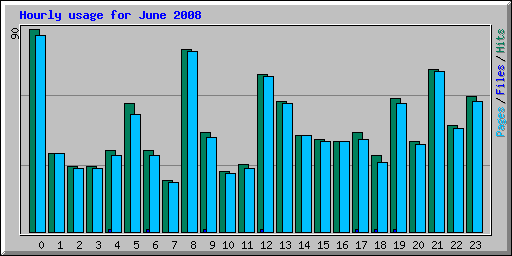 Hourly usage for June 2008
90
Pages/Files/Hits
0 1 2 3 4 5 6 7 8 9 10 11 12 13 14 15 16 17 18 19 20 21 22 23